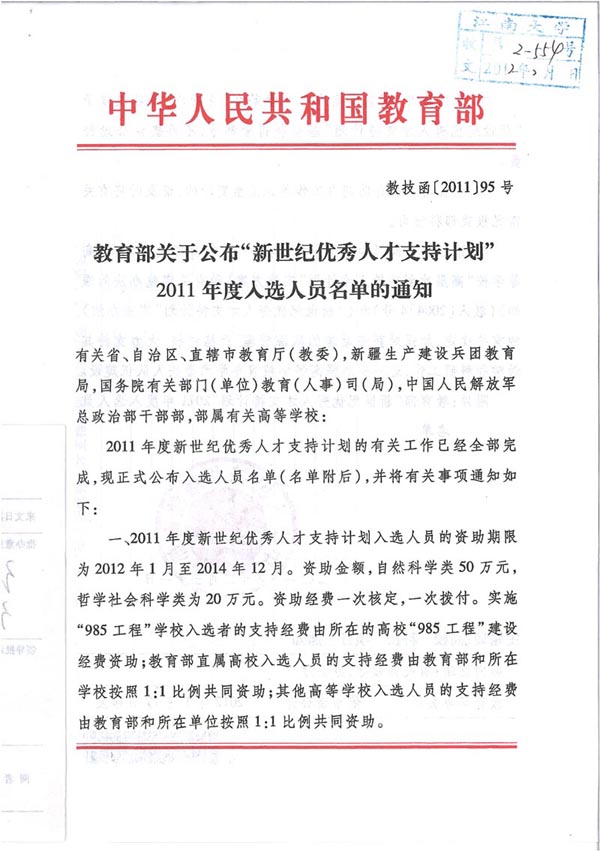 江南大学
收 号
2-554
文 2012年 月 日
中华人民共和国教育部
教技函[2011]95号
教育部关于公布“新世纪优秀人才支持计划”
2011年度入选人员名单的通知
有关省、自治区、直辖市教育厅(教委),新疆生产建设兵团教育
局,国务院有关部门(单位)教育(人事)司(局),中国人民解放军
总政治部干部部,部属有关高等学校:
2011年度新世纪优秀人才支持计划的有关工作已经全部完
成,现正式公布入选人员名单(名单附后),并将有关事项通知如
下:
一、2011年度新世纪优秀人才支持计划入选人员的资助期限
为2012年1月至2014年12月。资助金额,自然科学类50万元,
哲学社会科学类为20万元。资助经费一次核定,一次拨付。实施
“985工程”学校入选者的支持经费由所在的高校“985工程”建设
经费资助;教育部直属高校入选人员的支持经费由教育部和所在
学校按照1:1比例共同资助;其他高等学校入选人员的支持经费
由教育部和所在单位按照1:1比例共同资助。
来文日